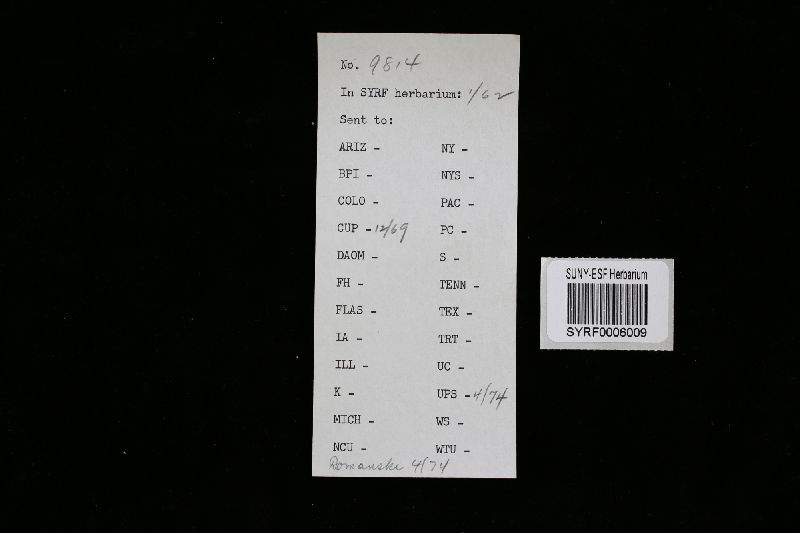 No. 9814
In SYRF herbarium: 1/62
Sent to:
ARIZ - NY -
BPI - NYS -
COLO - PAC -
CUP - 12/69 PC -
DAOM - S -
FH - TENN -
FLAS - TEX -
IA - TRT -
ILL - UC -
K - UPS - 4/74
MICH - WS -
NCU - WTU -
Romanski 4/74
SUNY-ESF Herbarium
SYRF0006009